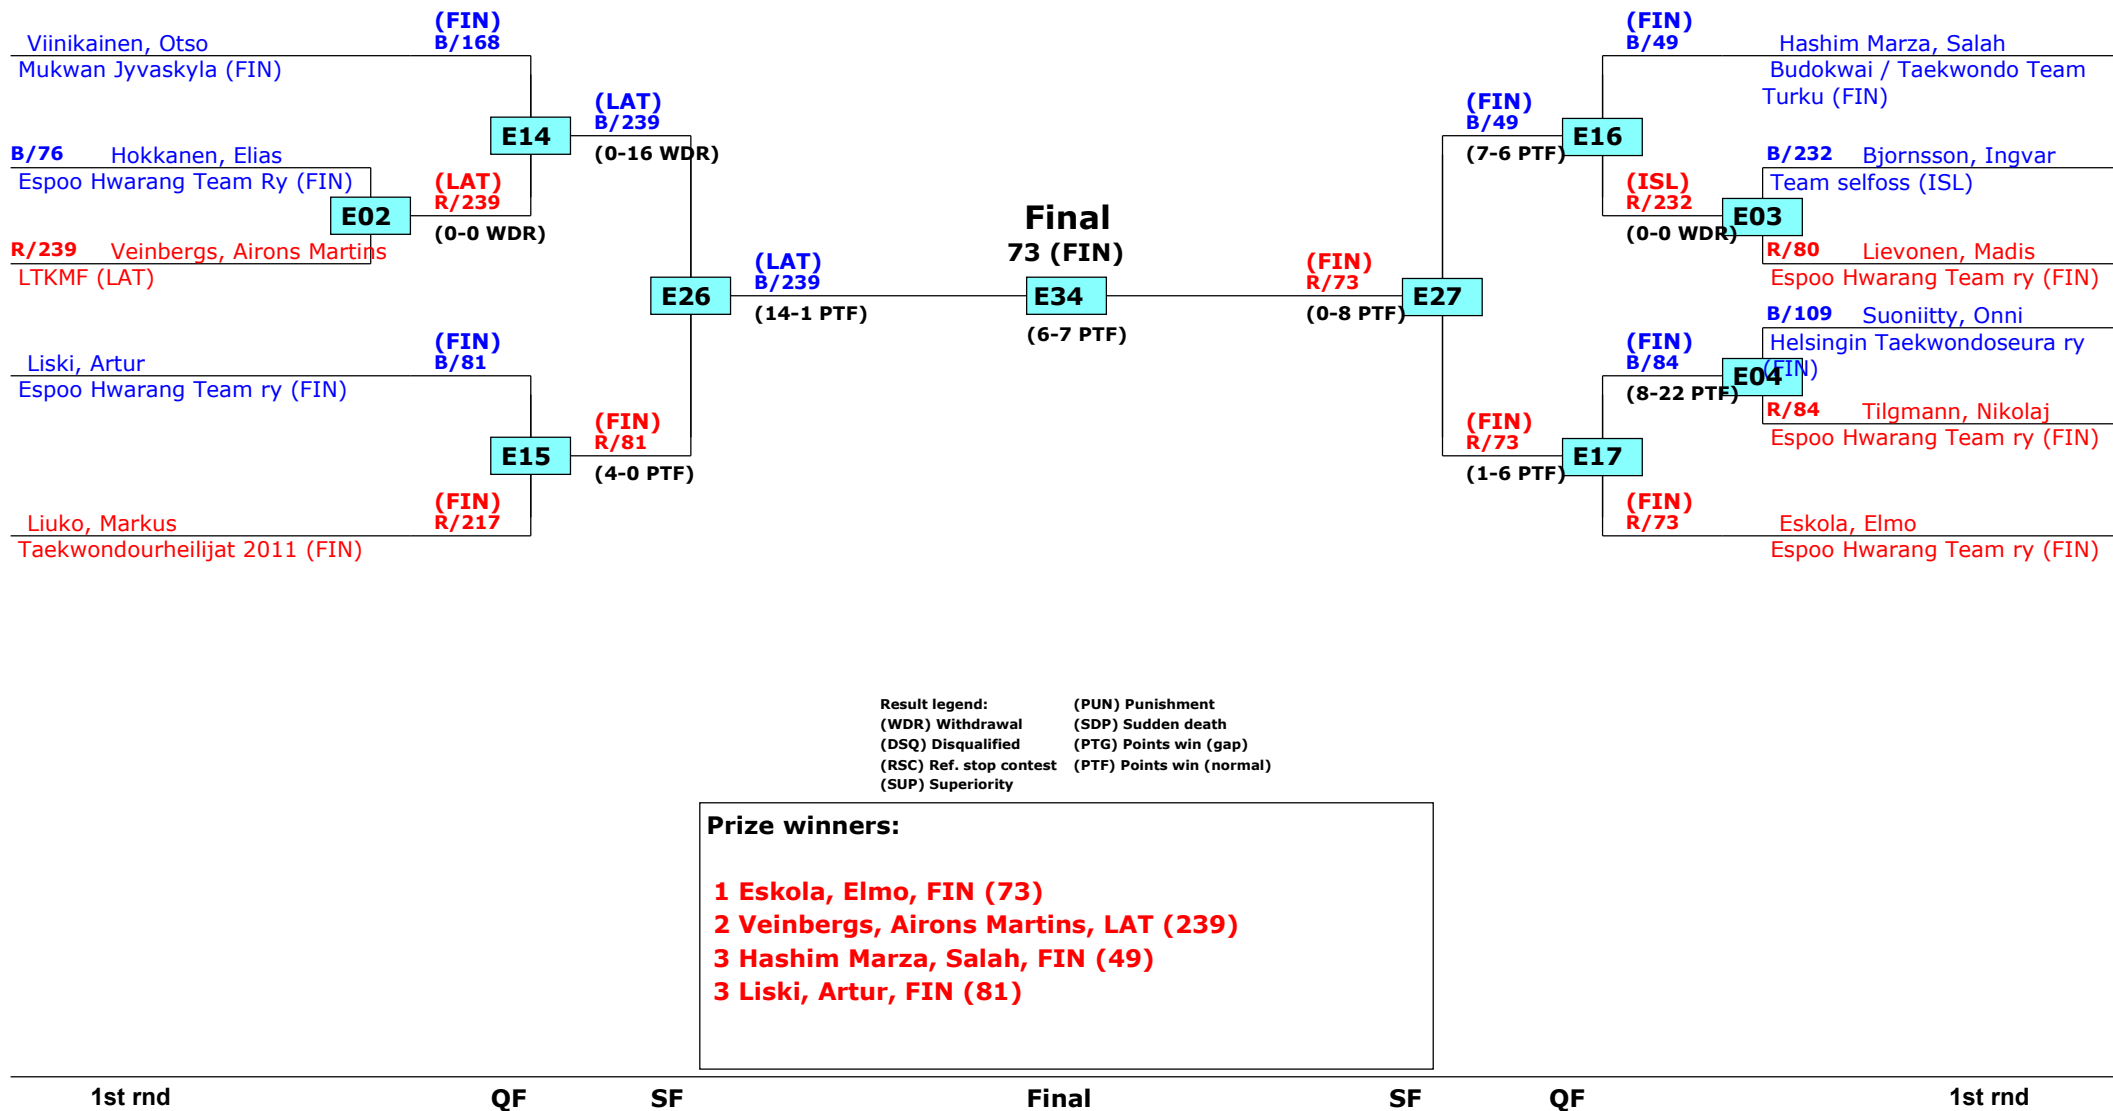 (FIN)
B/168
Viinikainen, Otso
Mukwan Jyvaskyla (FIN)
E14
(LAT)
B/239
(0-16 WDR)
B/76 Hokkanen, Elias
Espoo Hwarang Team Ry (FIN)
E02
(LAT)
R/239
(0-0 WDR)
R/239 Veinbergs, Airons Martins
LTKMF (LAT)
E26
(LAT)
B/239
(14-1 PTF)
(FIN)
B/81
Liski, Artur
Espoo Hwarang Team ry (FIN)
E15
(FIN)
R/81
(4-0 PTF)
(FIN)
R/217
Liuko, Markus
Taekwondourheilijat 2011 (FIN)
Final
73 (FIN)
E34
(6-7 PTF)
(FIN)
R/73
(0-8 PTF)
E27
(FIN)
B/49
(7-6 PTF)
E16
(FIN)
B/49
Hashim Marza, Salah
Budokwai / Taekwondo Team
Turku (FIN)
B/232 Bjornsson, Ingvar
Team selfoss (ISL)
(ISL)
R/232
(0-0 WDR)
E03
R/80 Lievonen, Madis
Espoo Hwarang Team ry (FIN)
B/109 Suoniitty, Onni
Helsingin Taekwondoseura ry
(FIN)
(FIN)
B/84
(8-22 PTF)
E04
R/84 Tilgmann, Nikolaj
Espoo Hwarang Team ry (FIN)
(FIN)
R/73
(1-6 PTF)
E17
(FIN)
R/73
Eskola, Elmo
Espoo Hwarang Team ry (FIN)
Result legend: (PUN) Punishment
(WDR) Withdrawal (SDP) Sudden death
(DSQ) Disqualified (PTG) Points win (gap)
(RSC) Ref. stop contest (PTF) Points win (normal)
(SUP) Superiority
Prize winners:
1 Eskola, Elmo, FIN (73)
2 Veinbergs, Airons Martins, LAT (239)
3 Hashim Marza, Salah, FIN (49)
3 Liski, Artur, FIN (81)
1st rnd QF SF Final SF QF 1st rnd